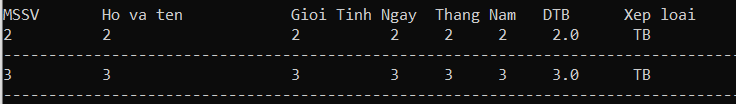 MSSV Ho va ten Gioi Tinh Ngay Thang Nam DTB Xep loai
2 2 2 2 2 2 2.0 TB
--------------------------------------------------------------------------------
3 3 3 3 3 3 3.0 TB
--------------------------------------------------------------------------------